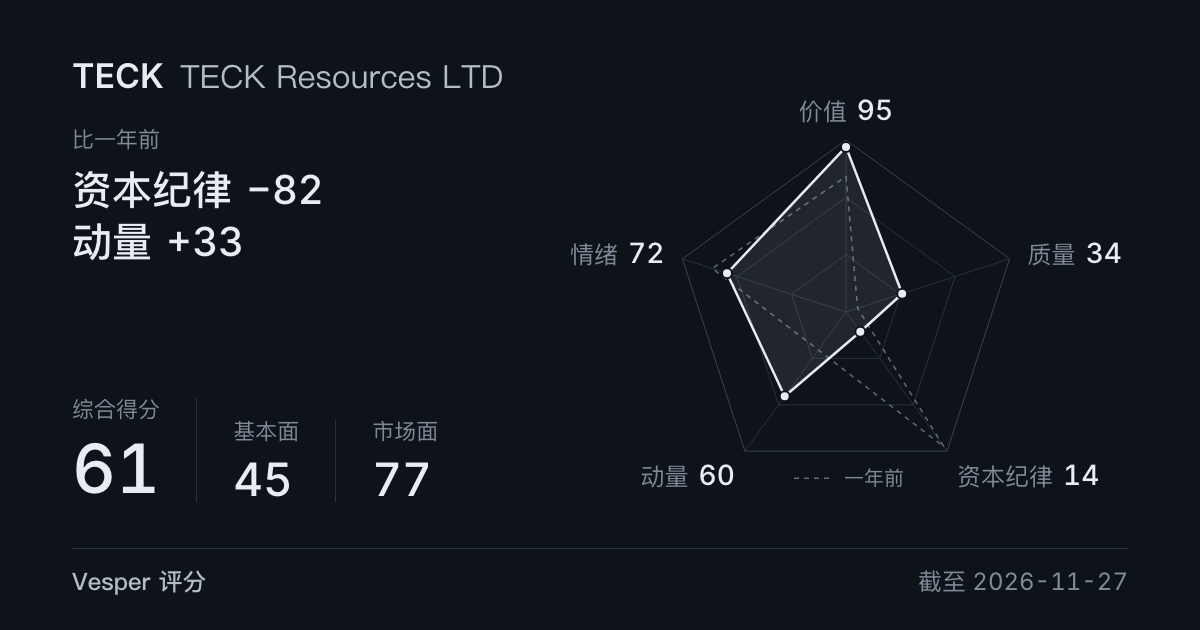 TECK TECK Resources LTD
比一年前
资本纪律 −82
动量 +33
综合得分
61
基本面
45
市场面
77
价值 95
情绪 72
质量 34
动量 60
---- 一年前
资本纪律 14
Vesper 评分
截至 2026-11-27